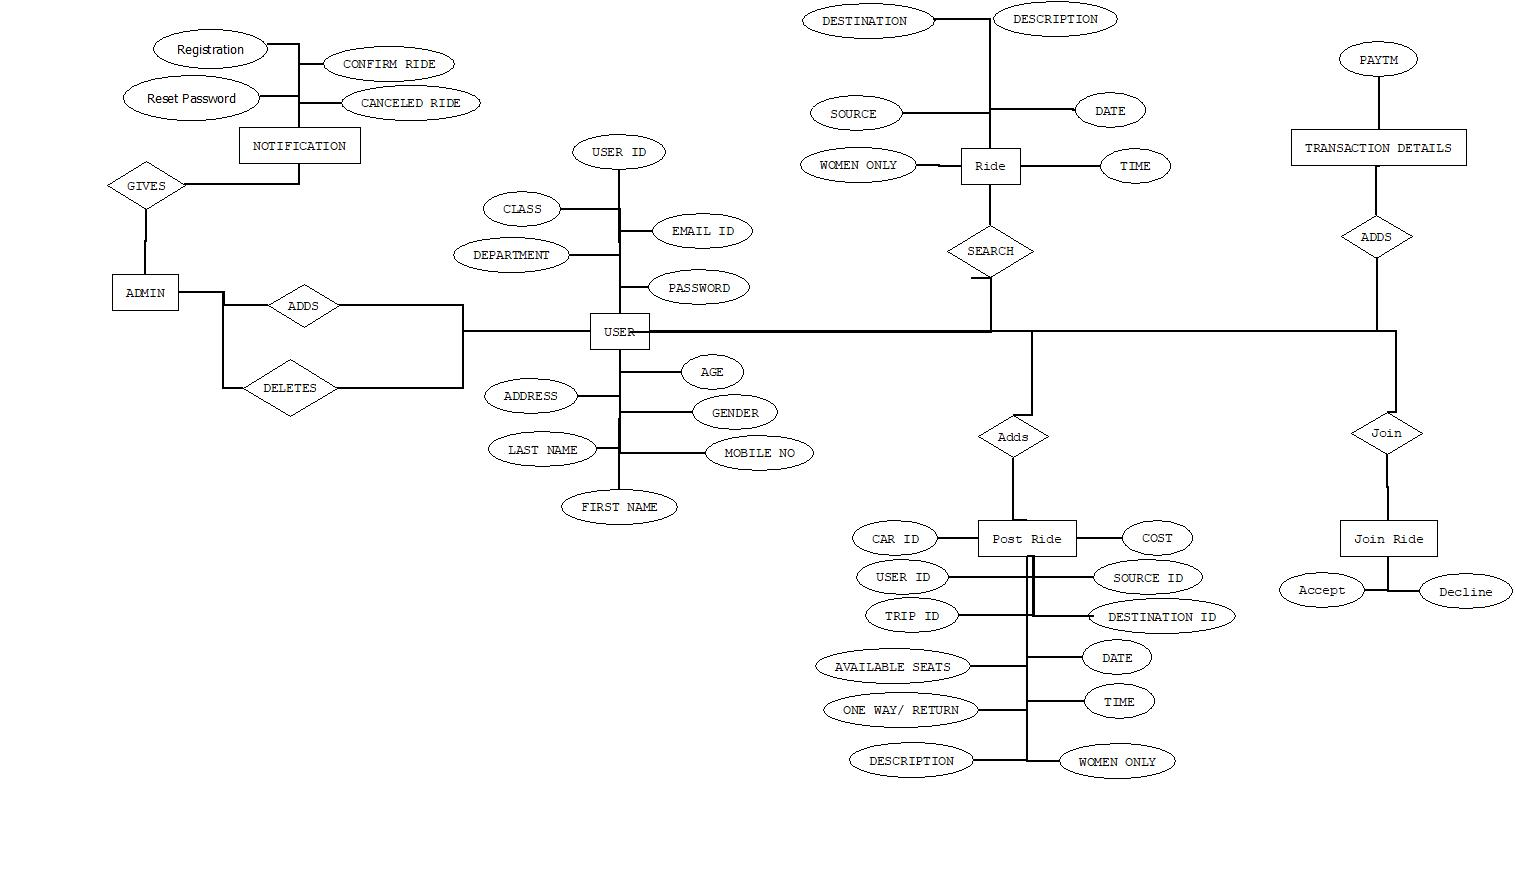 DESTINATION
DESCRIPTION
Registration
CONFIRM RIDE
PAYTM
Reset Password
CANCELED RIDE
SOURCE
DATE
NOTIFICATION
USER ID
TRANSACTION DETAILS
WOMEN ONLY
Ride
TIME
GIVES
CLASS
EMAIL ID
ADDS
DEPARTMENT
SEARCH
PASSWORD
ADMIN
ADDS
USER
DELETES
AGE
ADDRESS
GENDER
Adds
Join
LAST NAME
MOBILE NO
FIRST NAME
CAR ID
Post Ride
COST
Join Ride
USER ID
SOURCE ID
Accept
Decline
TRIP ID
DESTINATION ID
AVAILABLE SEATS
DATE
ONE WAY/ RETURN
TIME
DESCRIPTION
WOMEN ONLY